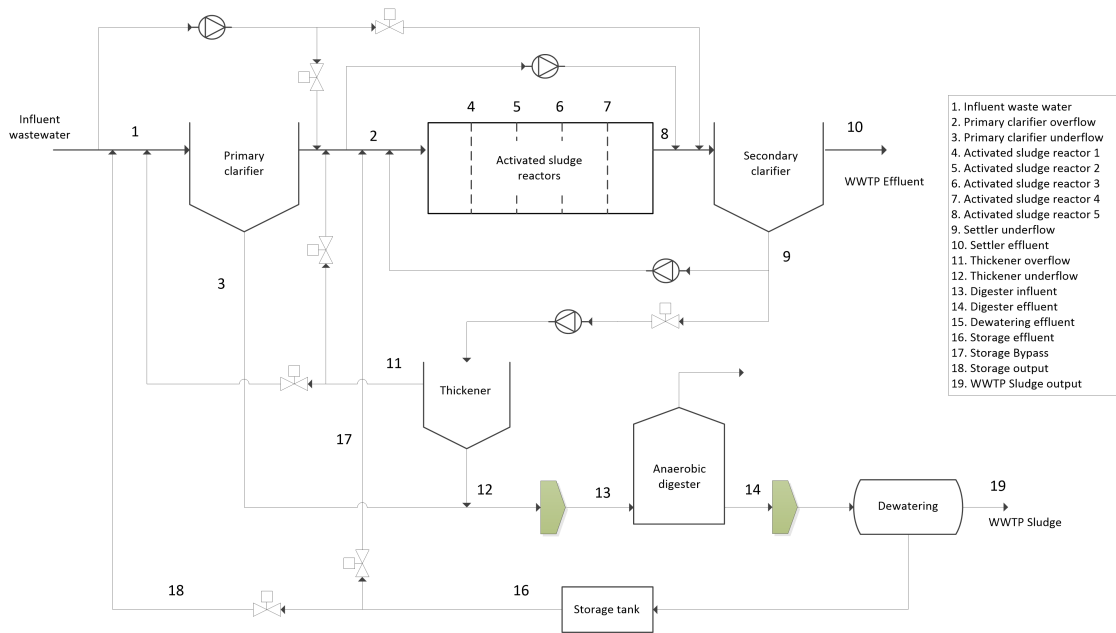 Influent
wastewater
1
Primary
clarifier
2
4
5
6
7
Activated sludge
reactors
8
Secondary
clarifier
10
WWTP Effluent
3
9
11
Thickener
17
12
13
Anaerobic
digester
14
Dewatering
19
WWTP Sludge
18
16
Storage tank
1. Influent waste water
2. Primary clarifier overflow
3. Primary clarifier underflow
4. Activated sludge reactor 1
5. Activated sludge reactor 2
6. Activated sludge reactor 3
7. Activated sludge reactor 4
8. Activated sludge reactor 5
9. Settler underflow
10. Settler effluent
11. Thickener overflow
12. Thickener underflow
13. Digester influent
14. Digester effluent
15. Dewatering effluent
16. Storage effluent
17. Storage Bypass
18. Storage output
19. WWTP Sludge output